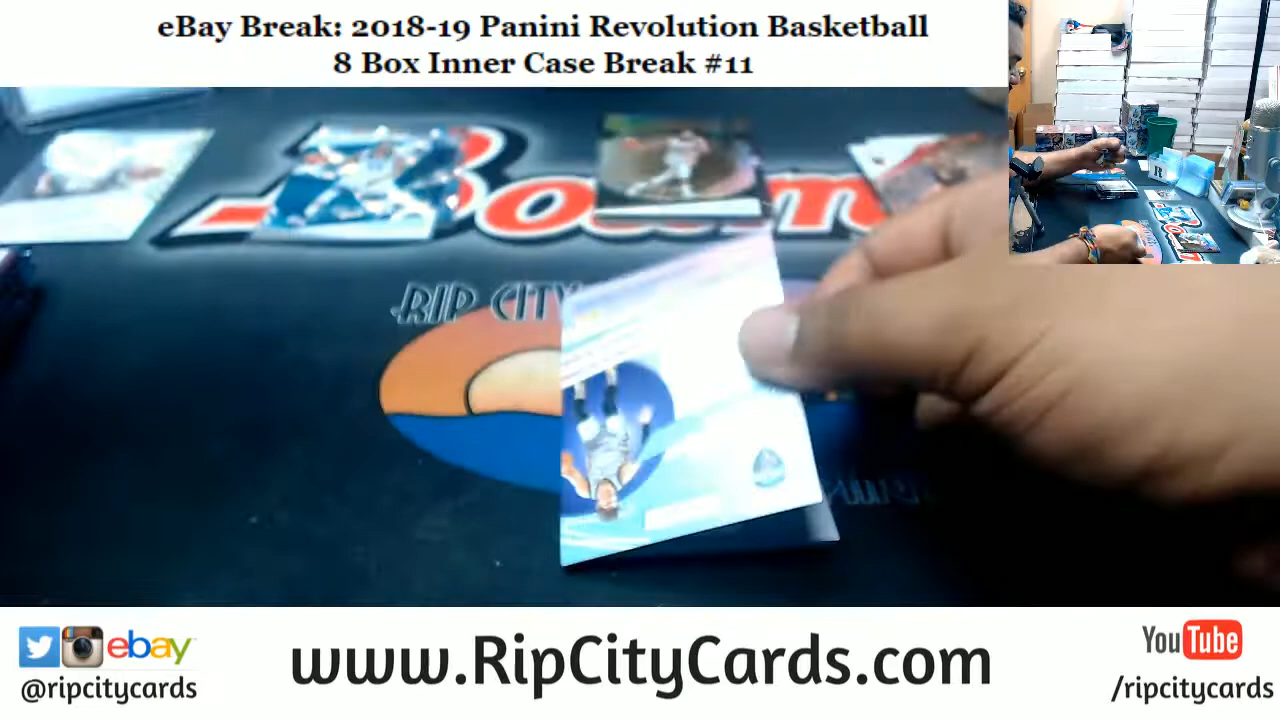 eBay Break: 2018-19 Panini Revolution Basketball
8 Box Inner Case Break #11
RIP CITY
ebay
@ripcitycards
www.RipCityCards.com
YouTube
/ripcitycards